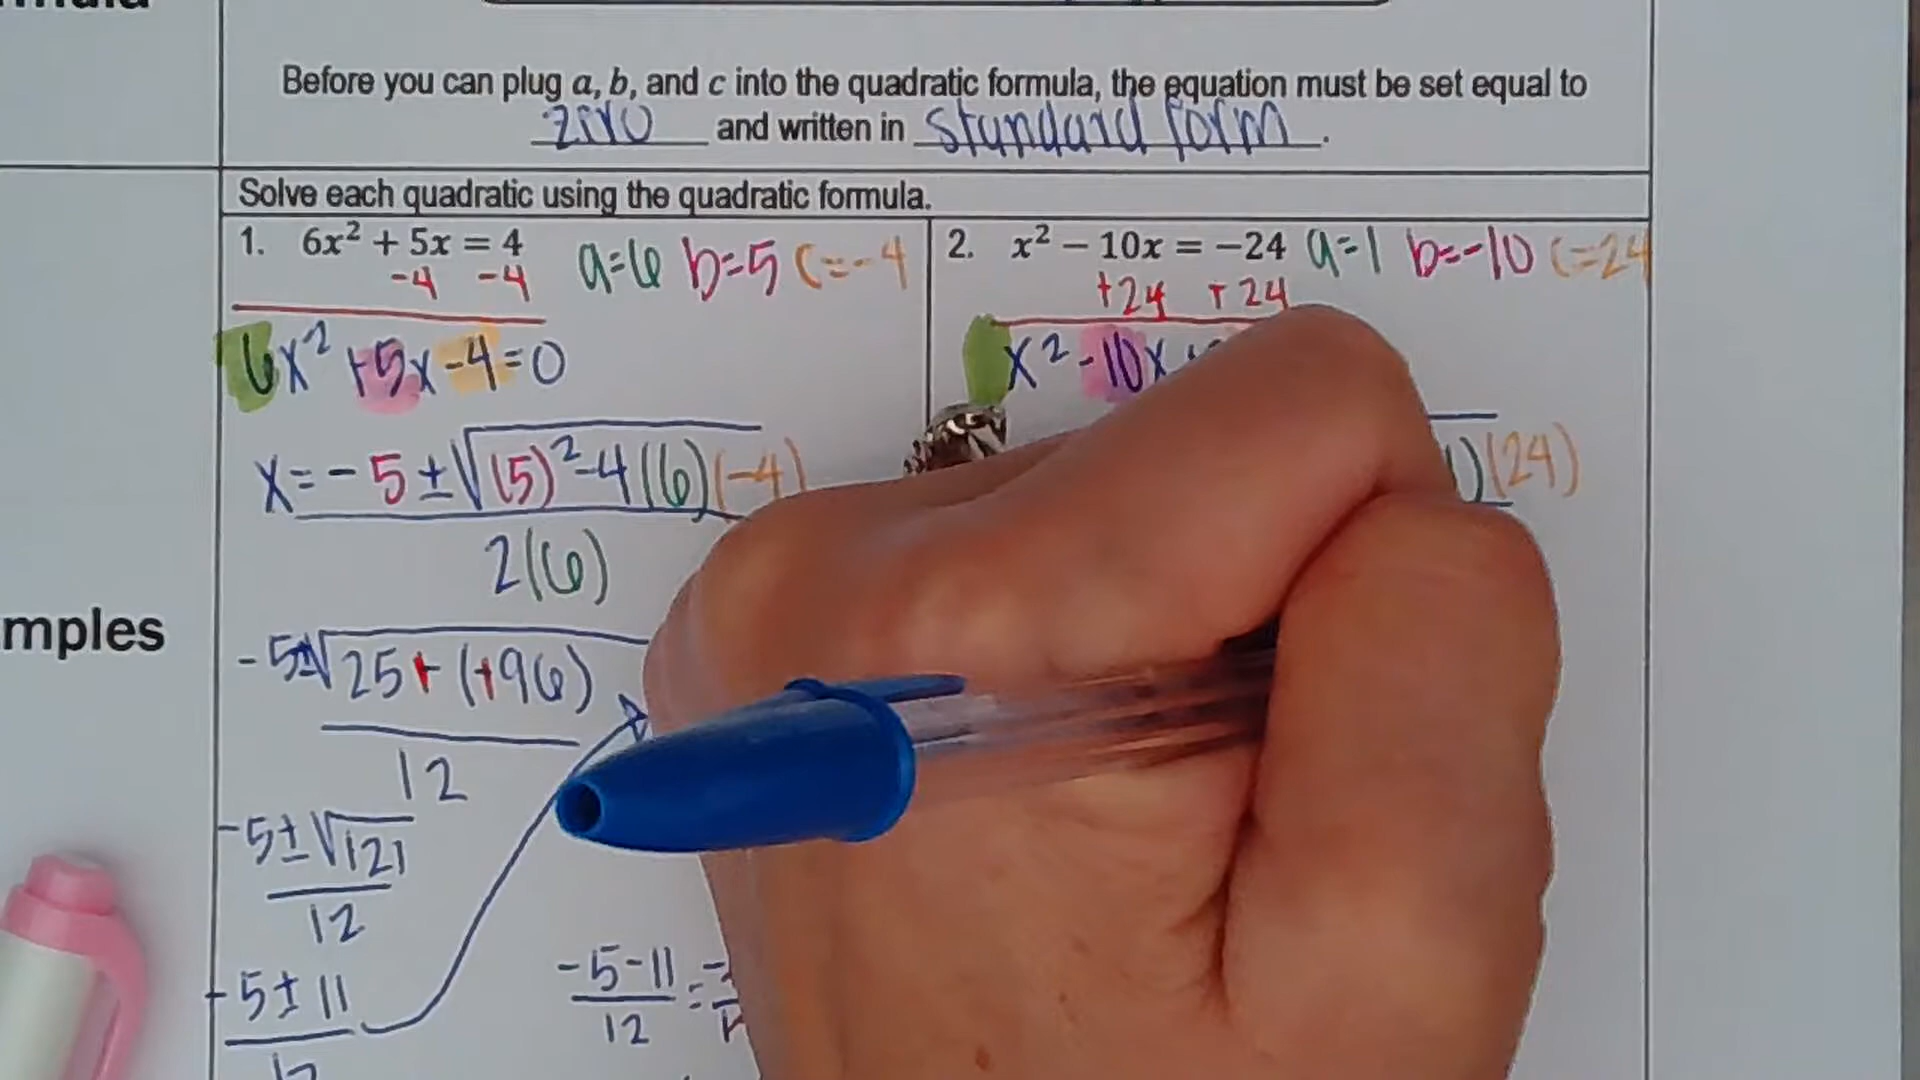 Before you can plug a, b, and c into the quadratic formula, the equation must be set equal to
zero and written in standard form.
Solve each quadratic using the quadratic formula.
1. 6x² + 5x = 4 a=6 b=5 c=-4
-4 -4
6x² +5x-4=0
x=-5±√(5)²-4(6)(-4)
2(6)
-5±√25+(+96)
12
-5±√121
12
-5±11
-5-11 = -
12
2. x² – 10x = –24 a=1 b=-10 c=24
+24 +24
x²-10x
)(24)
mples